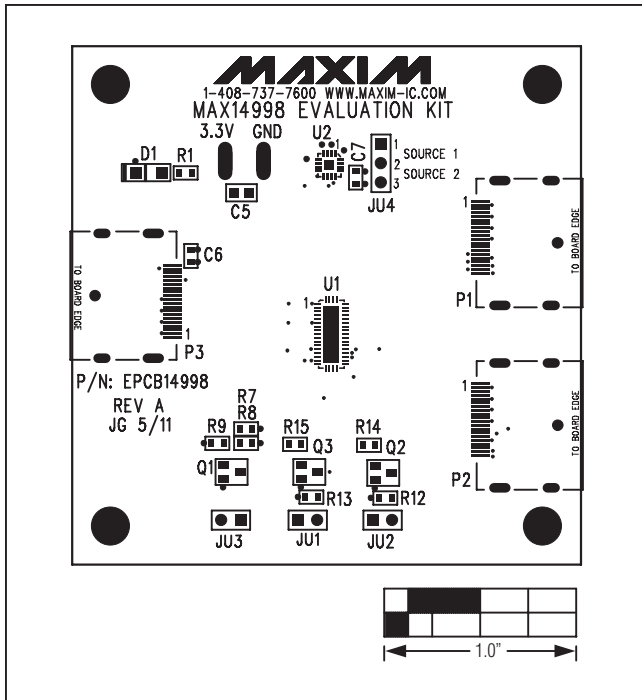 MAXIM
1-408-737-7600 WWW.MAXIM-IC.COM
MAX14998 EVALUATION KIT
3.3V GND
U2
1
D1
R1
C5
C7
1
2
3
SOURCE 1
SOURCE 2
JU4
1
P1
TO BOARD EDGE
C6
TO BOARD EDGE
1
P3
U1
1
P/N: EPCB14998
REV A
JG 5/11
1
P2
TO BOARD EDGE
R7
R8
R9
R15
R14
Q1
Q3
Q2
R13
R12
JU3
JU1
JU2
1.0"